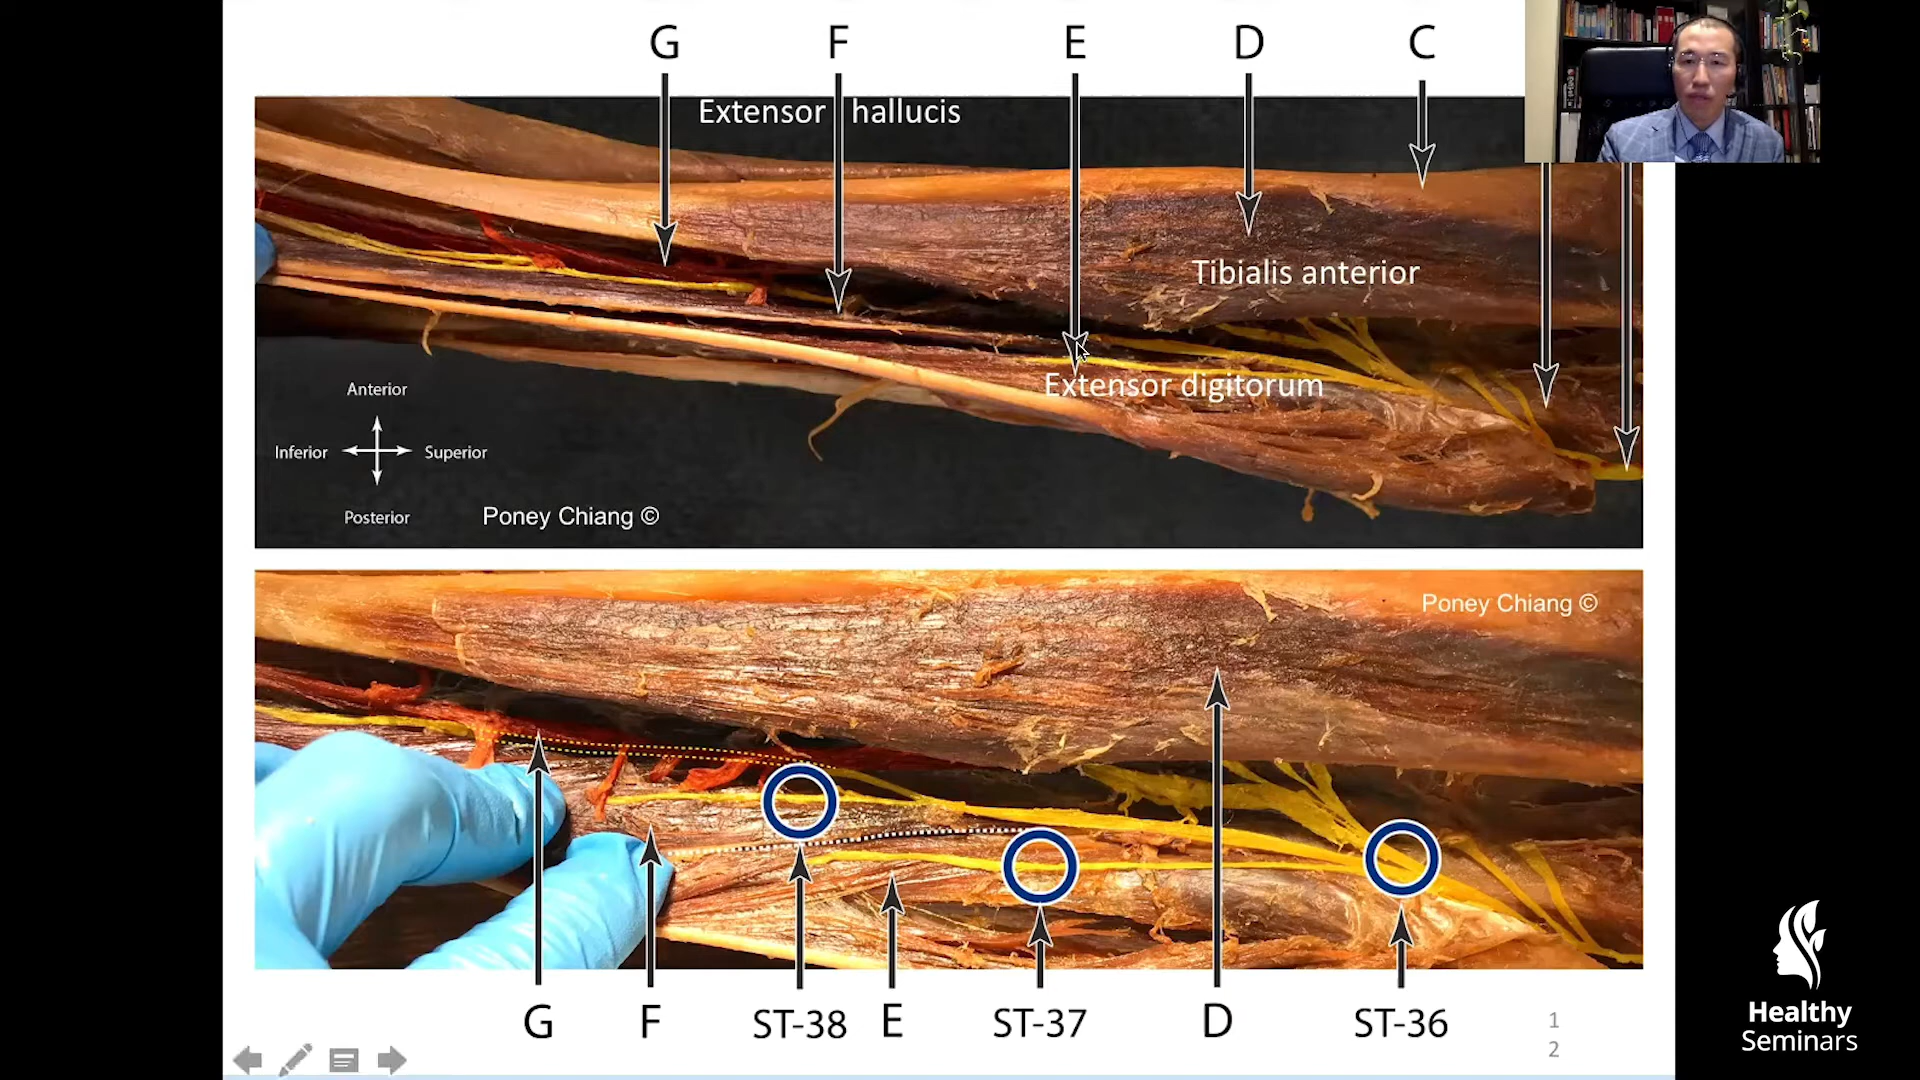 G F E D C
Extensor hallucis
Tibialis anterior
Extensor digitorum
Anterior
Inferior Superior
Posterior
Poney Chiang ©
Poney Chiang ©
G F ST-38 E ST-37 D ST-36
1
2
Healthy
Seminars